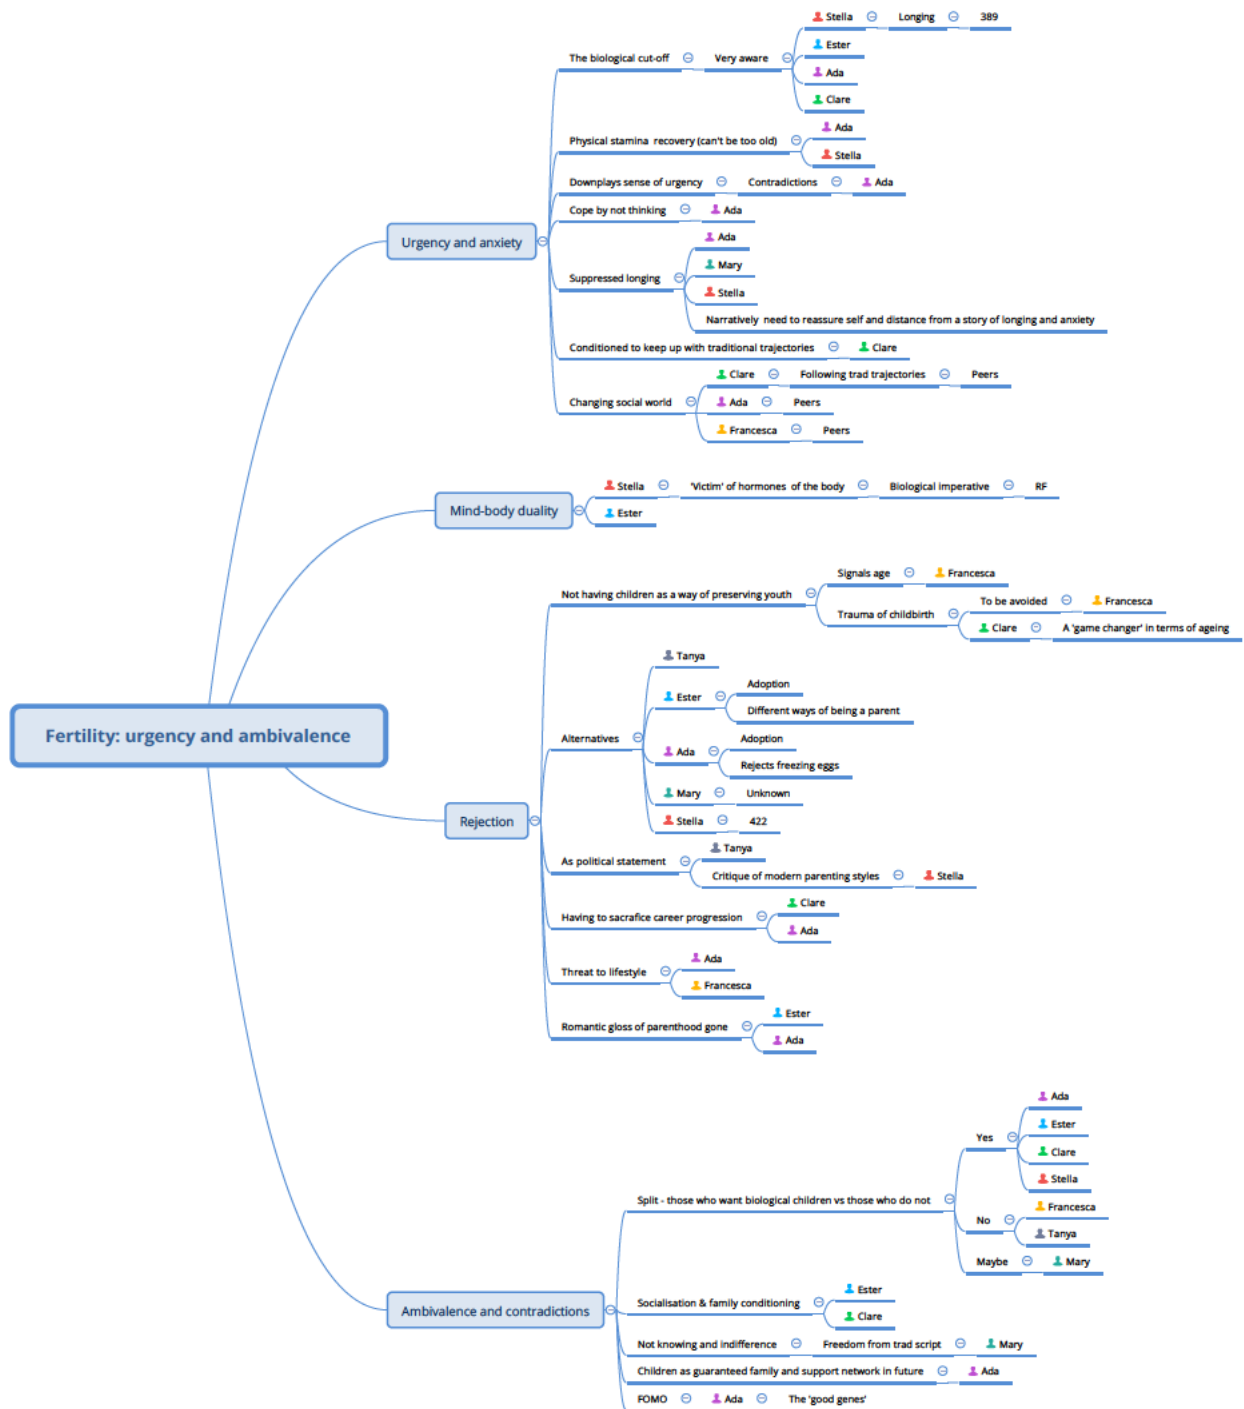 Fertility: urgency and ambivalence
Urgency and anxiety
The biological cut-off
Very aware
Stella
Longing
389
Ester
Ada
Clare
Physical stamina recovery (can't be too old)
Ada
Stella
Downplays sense of urgency
Contradictions
Ada
Cope by not thinking
Ada
Suppressed longing
Ada
Mary
Stella
Narratively need to reassure self and distance from a story of longing and anxiety
Conditioned to keep up with traditional trajectories
Clare
Changing social world
Clare
Following trad trajectories
Peers
Ada
Peers
Francesca
Peers
Mind-body duality
Stella
'Victim' of hormones of the body
Biological imperative
RF
Ester
Rejection
Not having children as a way of preserving youth
Signals age
Francesca
Trauma of childbirth
To be avoided
Francesca
Clare
A 'game changer' in terms of ageing
Alternatives
Tanya
Ester
Adoption
Different ways of being a parent
Ada
Adoption
Rejects freezing eggs
Mary
Unknown
Stella
422
As political statement
Tanya
Critique of modern parenting styles
Stella
Having to sacrafice career progression
Clare
Ada
Threat to lifestyle
Ada
Francesca
Romantic gloss of parenthood gone
Ester
Ada
Ambivalence and contradictions
Split - those who want biological children vs those who do not
Yes
Ada
Ester
Clare
Stella
No
Francesca
Tanya
Maybe
Mary
Socialisation & family conditioning
Ester
Clare
Not knowing and indifference
Freedom from trad script
Mary
Children as guaranteed family and support network in future
Ada
FOMO
Ada
The 'good genes'